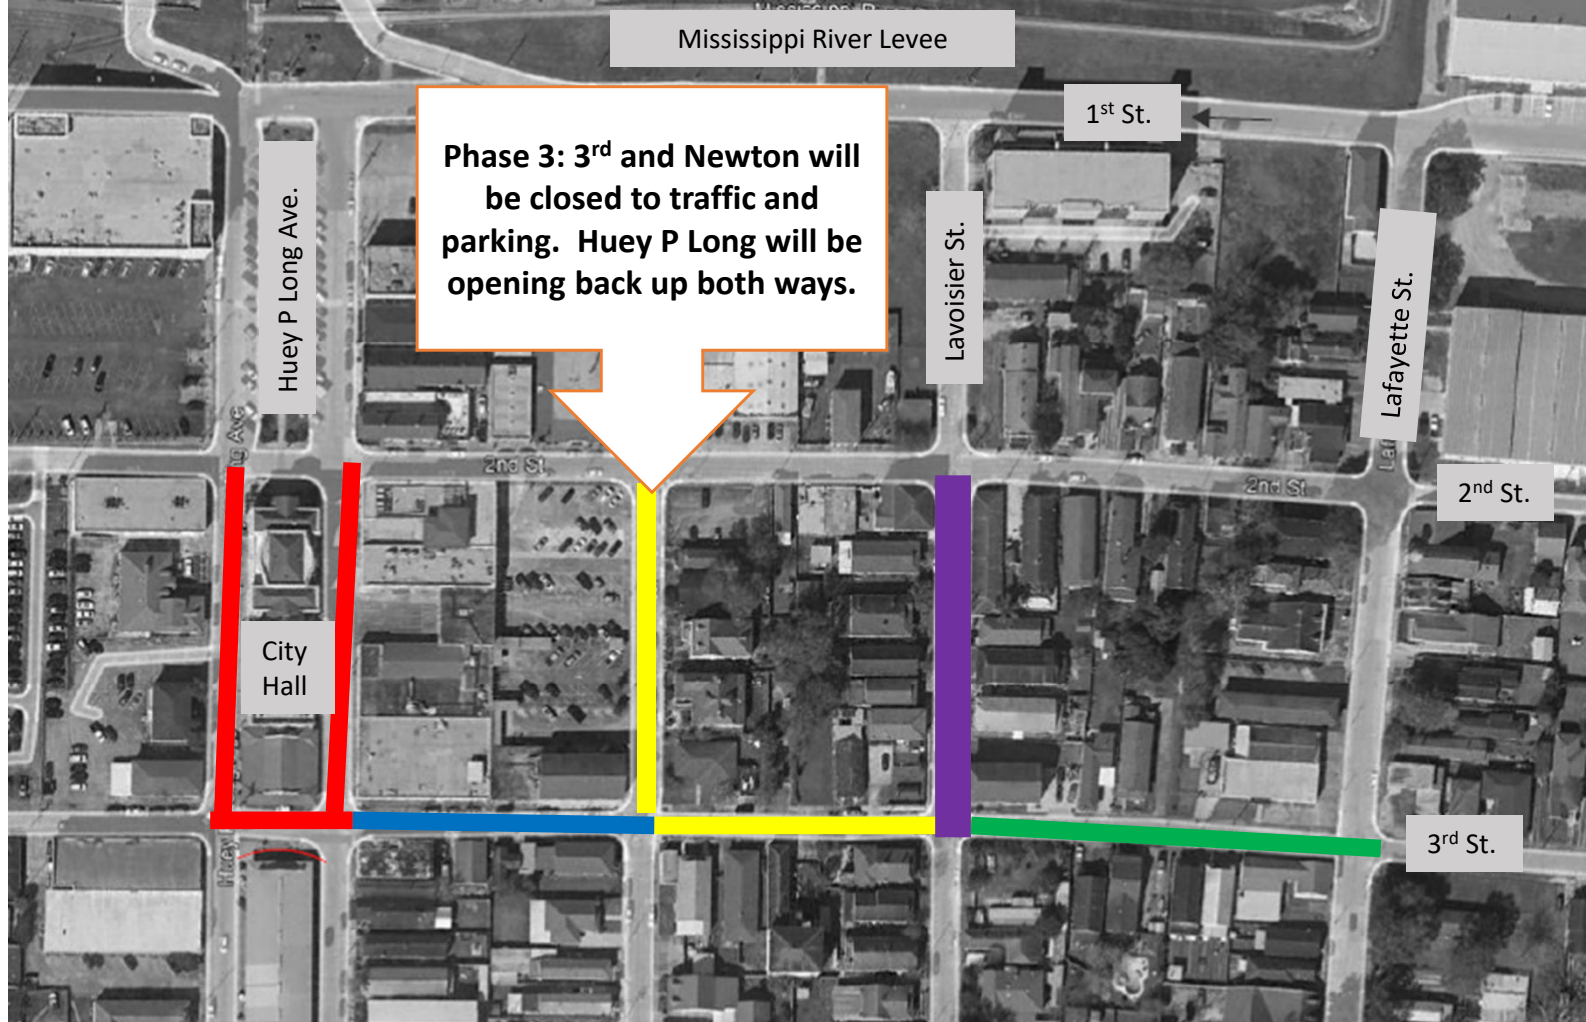 Mississippi River Levee
1st St.
Phase 3: 3rd and Newton will
be closed to traffic and
parking. Huey P Long will be
opening back up both ways.
Huey P Long Ave.
Lavoisier St.
Lafayette St.
Ave
2nd St
2nd St
2nd St.
City
Hall
3rd St.
Huey